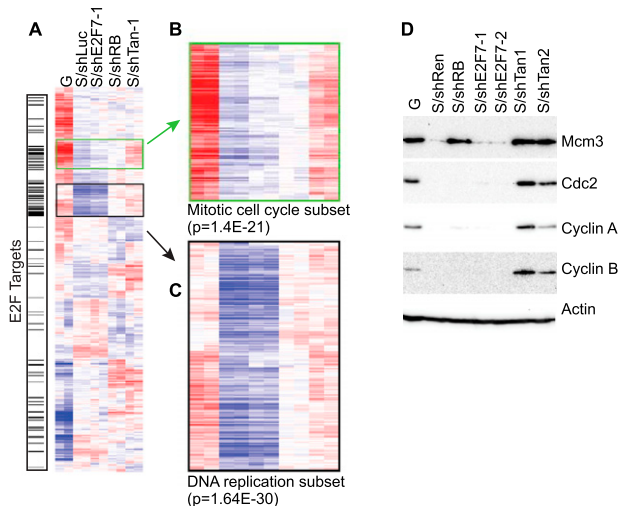 A
G
S/shLuc
S/shE2F7-1
S/shRB
S/shTan-1
E2F Targets
B
Mitotic cell cycle subset
(p=1.4E-21)
C
DNA replication subset
(p=1.64E-30)
D
G
S/shRen
S/shRB
S/shE2F7-1
S/shE2F7-2
S/shTan1
S/shTan2
Mcm3
Cdc2
Cyclin A
Cyclin B
Actin